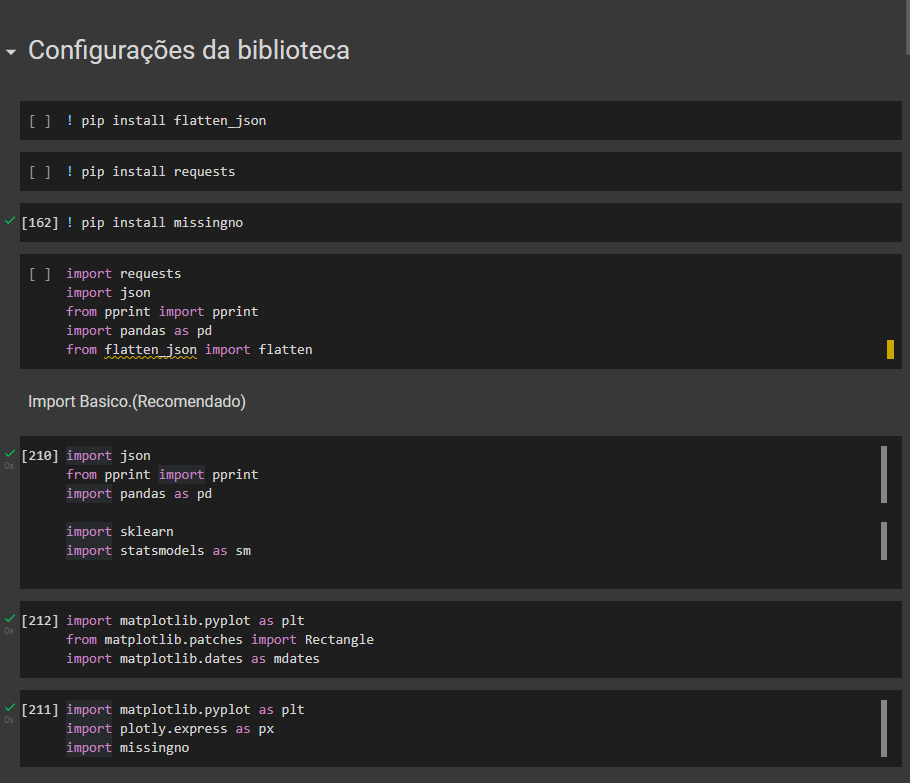 Configurações da biblioteca
[ ] ! pip install flatten_json
[ ] ! pip install requests
[162] ! pip install missingno
[ ] import requests
import json
from pprint import pprint
import pandas as pd
from flatten_json import flatten
Import Basico.(Recomendado)
[210] import json
0s
from pprint import pprint
import pandas as pd
import sklearn
import statsmodels as sm
[212] import matplotlib.pyplot as plt
0s
from matplotlib.patches import Rectangle
import matplotlib.dates as mdates
[211] import matplotlib.pyplot as plt
0s
import plotly.express as px
import missingno